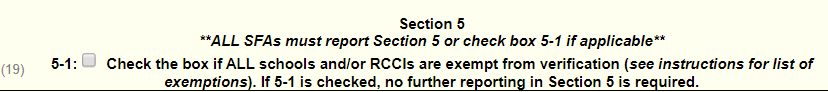 Section 5
**ALL SFAs must report Section 5 or check box 5-1 if applicable**
(19) 5-1: Check the box if ALL schools and/or RCCIs are exempt from verification (see instructions for list of
exemptions). If 5-1 is checked, no further reporting in Section 5 is required.